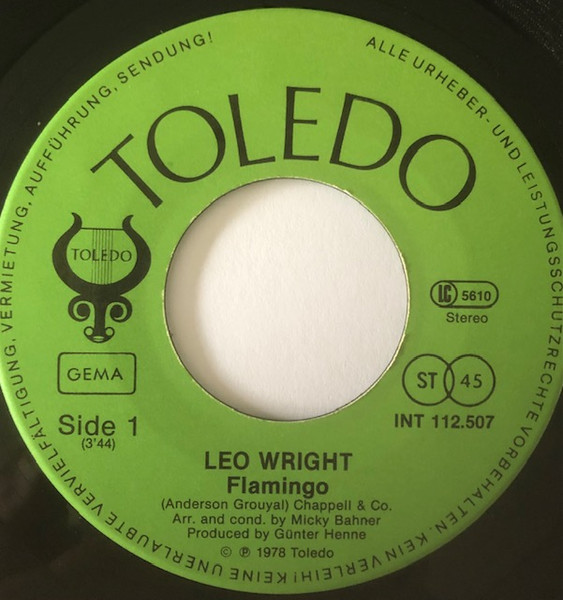 ALLE URHEBER- UND LEISTUNGSSCHUTZRECHTE VORBEHALTEN. KEIN VERLEIH! KEINE UNERLAUBTE VERVIELFÄLTIGUNG, VERMIETUNG, AUFFÜHRUNG, SENDUNG!
TOLEDO
TOLEDO
LC 5610
Stereo
GEMA
ST 45
Side 1
(3'44)
INT 112.507
LEO WRIGHT
Flamingo
(Anderson Grouyal) Chappell & Co.
Arr. and cond. by Micky Bahner
Produced by Günter Henne
© ℗ 1978 Toledo